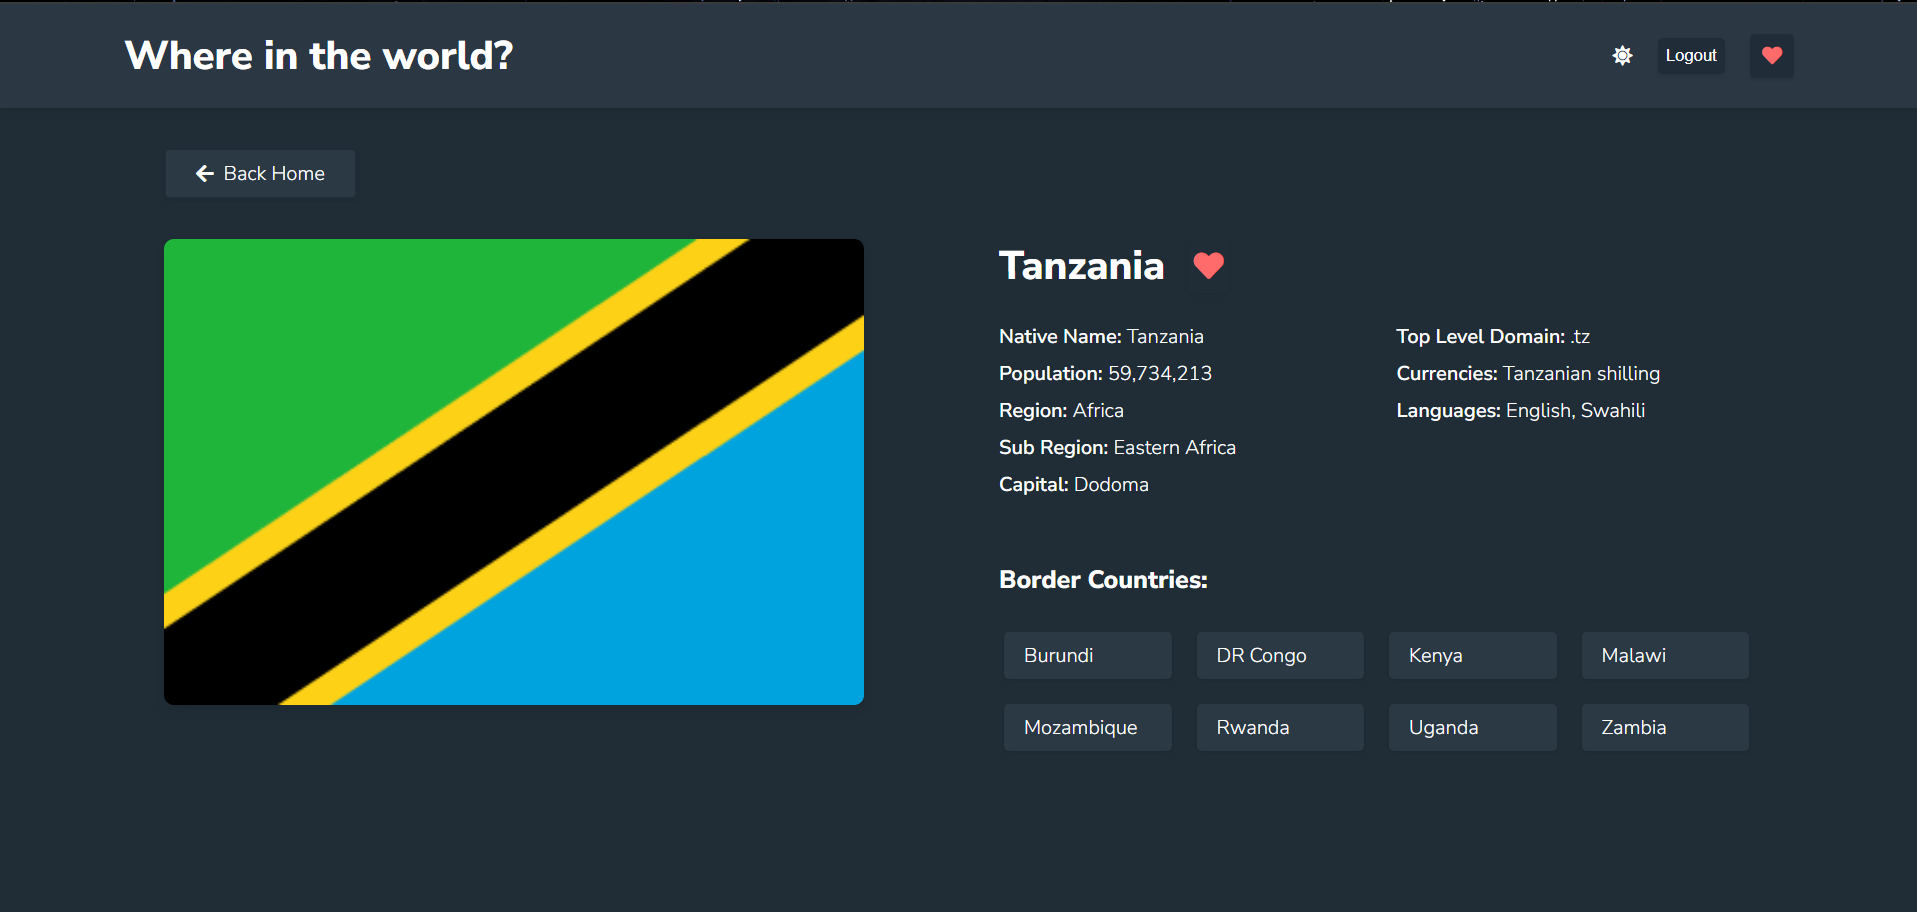 Where in the world?
Logout
Back Home
Tanzania
Native Name: Tanzania
Population: 59,734,213
Region: Africa
Sub Region: Eastern Africa
Capital: Dodoma
Top Level Domain: .tz
Currencies: Tanzanian shilling
Languages: English, Swahili
Border Countries:
Burundi
DR Congo
Kenya
Malawi
Mozambique
Rwanda
Uganda
Zambia